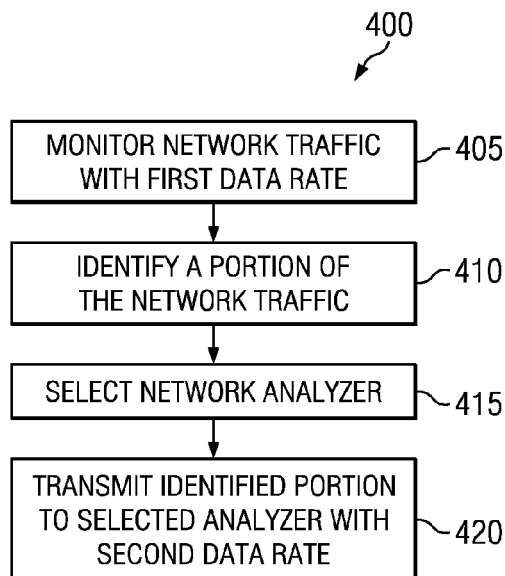 400
MONITOR NETWORK TRAFFIC
WITH FIRST DATA RATE
405
IDENTIFY A PORTION OF
THE NETWORK TRAFFIC
410
SELECT NETWORK ANALYZER
415
TRANSMIT IDENTIFIED PORTION
TO SELECTED ANALYZER WITH
SECOND DATA RATE
420